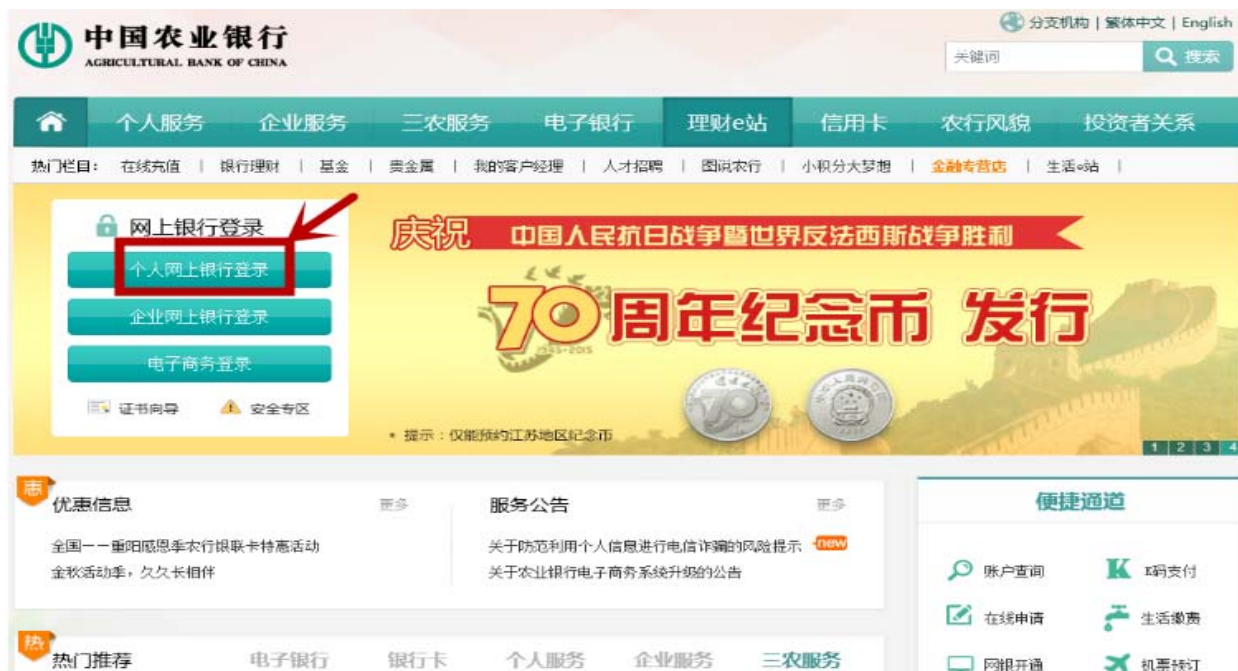 分支机构 | 繁体中文 | English
中国农业银行
AGRICULTURAL BANK OF CHINA
关键词 搜索
个人服务 企业服务 三农服务 电子银行 理财e站 信用卡 农行风貌 投资者关系
热门栏目: 在线充值 | 银行理财 | 基金 | 贵金属 | 我的客户经理 | 人才招聘 | 图说农行 | 小积分大梦想 | 金融专营店 | 生活e站 |
网上银行登录
个人网上银行登录
企业网上银行登录
电子商务登录
证书向导 安全专区
庆祝 中国人民抗日战争暨世界反法西斯战争胜利
70周年纪念币 发行
1945-2015
70
* 提示:仅能预约江苏地区纪念币
1 2 3 4
惠
优惠信息 更多
全国——重阳感恩季农行银联卡特惠活动
金秋活动季,久久长相伴
服务公告 更多
关于防范利用个人信息进行电信诈骗的风险提示 new
关于农业银行电子商务系统升级的公告
便捷通道
账户查询 K码支付
在线申请 生活缴费
网银开通 机票预订
热
热门推荐 电子银行 银行卡 个人服务 企业服务 三农服务